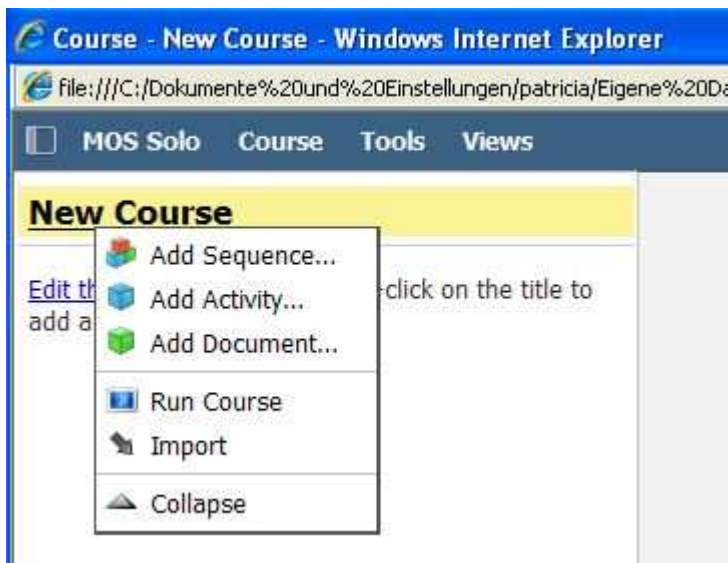 Course - New Course - Windows Internet Explorer
file:///C:/Dokumente%20und%20Einstellungen/patricia/Eigene%20Da
MOS Solo Course Tools Views
New Course
Edit th
-click on the title to
add a
Add Sequence...
Add Activity...
Add Document...
Run Course
Import
Collapse